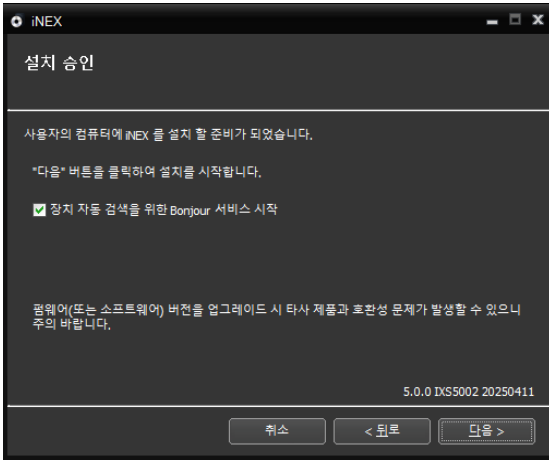 iNEX
설치 승인
사용자의 컴퓨터에 iNEX 를 설치 할 준비가 되었습니다.
"다음" 버튼을 클릭하여 설치를 시작합니다.
장치 자동 검색을 위한 Bonjour 서비스 시작
펌웨어(또는 소프트웨어) 버전을 업그레이드 시 타사 제품과 호환성 문제가 발생할 수 있으니
주의 바랍니다.
5.0.0 IXS5002 20250411
취소 < 뒤로 다음 >